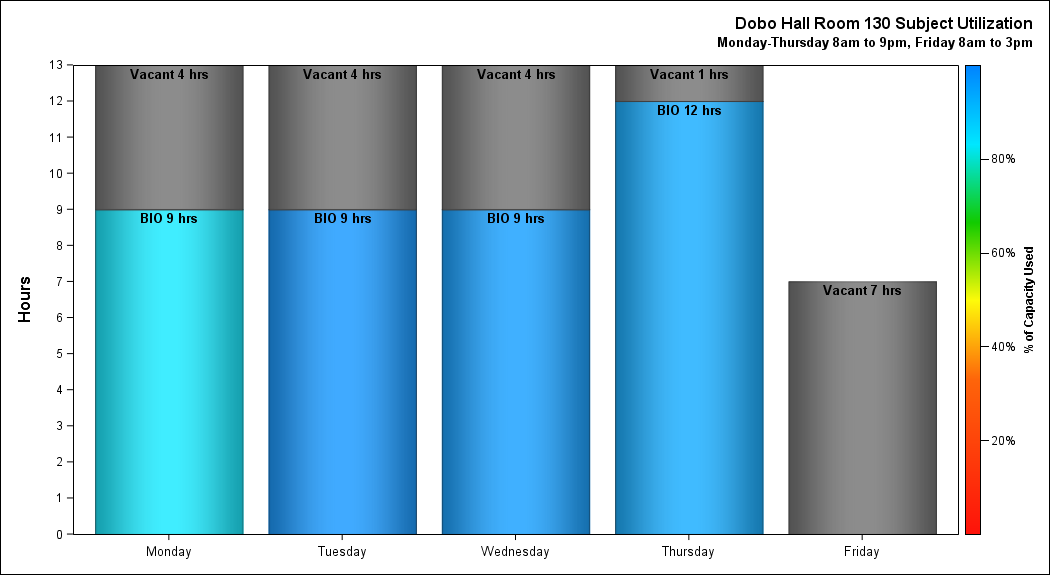 Dobo Hall Room 130 Subject Utilization
Monday-Thursday 8am to 9pm, Friday 8am to 3pm
Hours
13
12
11
10
9
8
7
6
5
4
3
2
1
0
Vacant 4 hrs
BIO 9 hrs
Vacant 4 hrs
BIO 9 hrs
Vacant 4 hrs
BIO 9 hrs
Vacant 1 hrs
BIO 12 hrs
Vacant 7 hrs
Monday
Tuesday
Wednesday
Thursday
Friday
80%
60%
40%
20%
% of Capacity Used